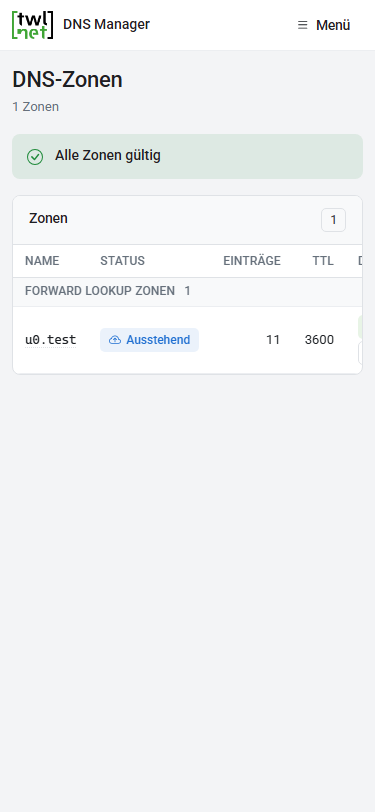 twl
net
DNS Manager
Menü
DNS-Zonen
1 Zonen
Alle Zonen gültig
Zonen
1
NAME STATUS EINTRÄGE TTL
FORWARD LOOKUP ZONEN 1
u0.test Ausstehend 11 3600